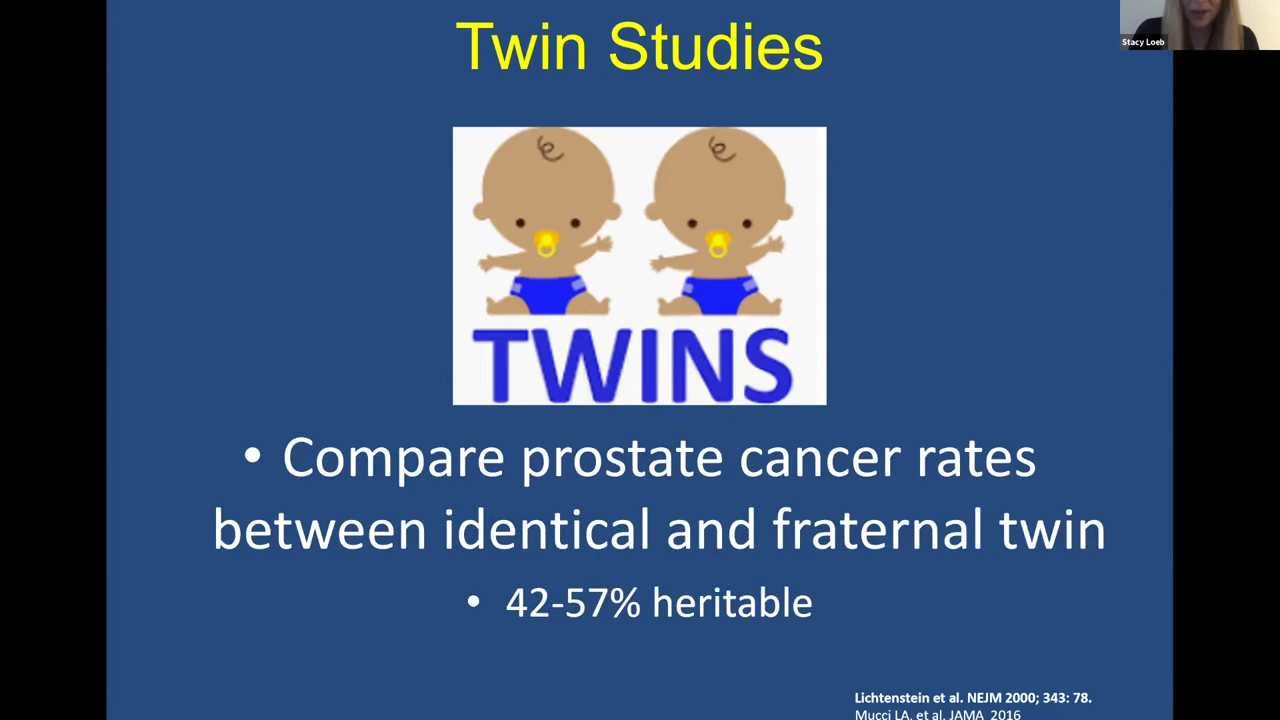 Twin Studies
Stacy Loeb
TWINS
• Compare prostate cancer rates
between identical and fraternal twin
• 42-57% heritable
Lichtenstein et al. NEJM 2000; 343: 78.
Mucci LA, et al. JAMA 2016